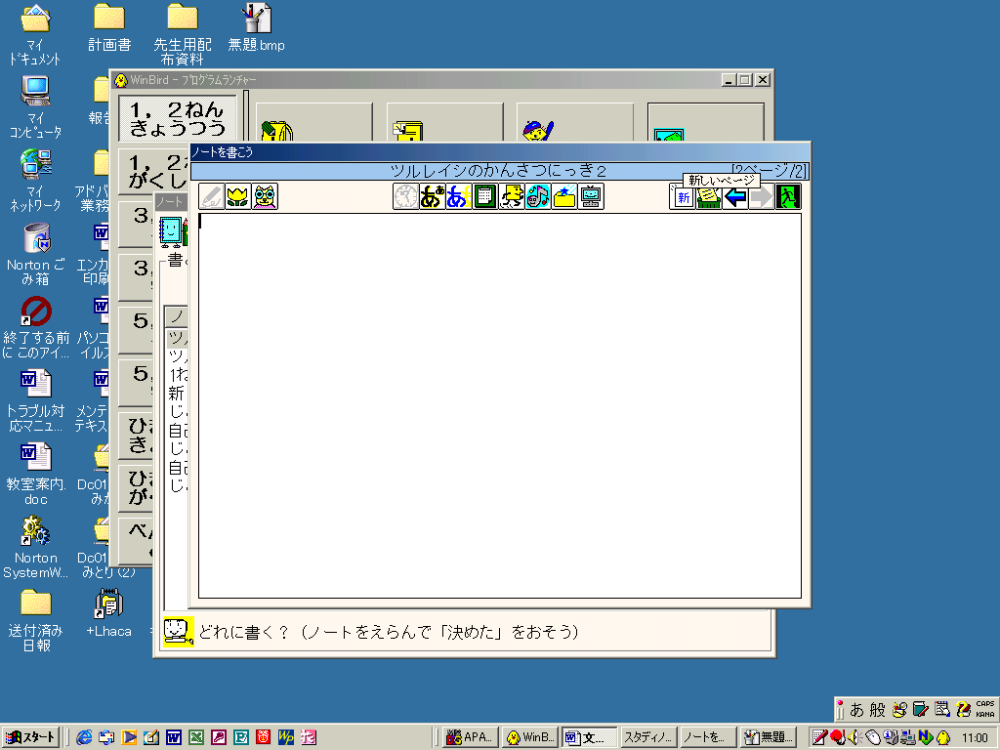 マイ
ドキュメント
計画書
先生用配
布資料
無題.bmp
マイ
コンピュータ
報告
マイ
ネットワーク
アドバ
業務
Norton ご
み箱
エンカ
印刷
終了する前
に このアイ...
パソコ
イルス
トラブル対
応マニュ...
メンテ
テキス
教室案内.
doc
Dc01
みか
Norton
SystemW...
Dc01
みどり (2)
送付済み
日報
+Lhaca
WinBird - プログラムランチャー
1，2ねん
きょうつう
1，2ね
がくし
3，
3，
5，
5，
ひ
き
ひ
が
べん
ノート
書
ノ
ツル
ツル
1ね
新
じ
自己
じ
自己
じ
ノートを書こう
ツルレイシのかんさつにっき２
[2ページ/2]
新しいページ
新
どれに書く？（ノートをえらんで「決めた」をおそう）
あ 般
CAPS
KANA
スタート
APA...
WinB...
文...
スタディノ...
ノートを...
無題...
11:00